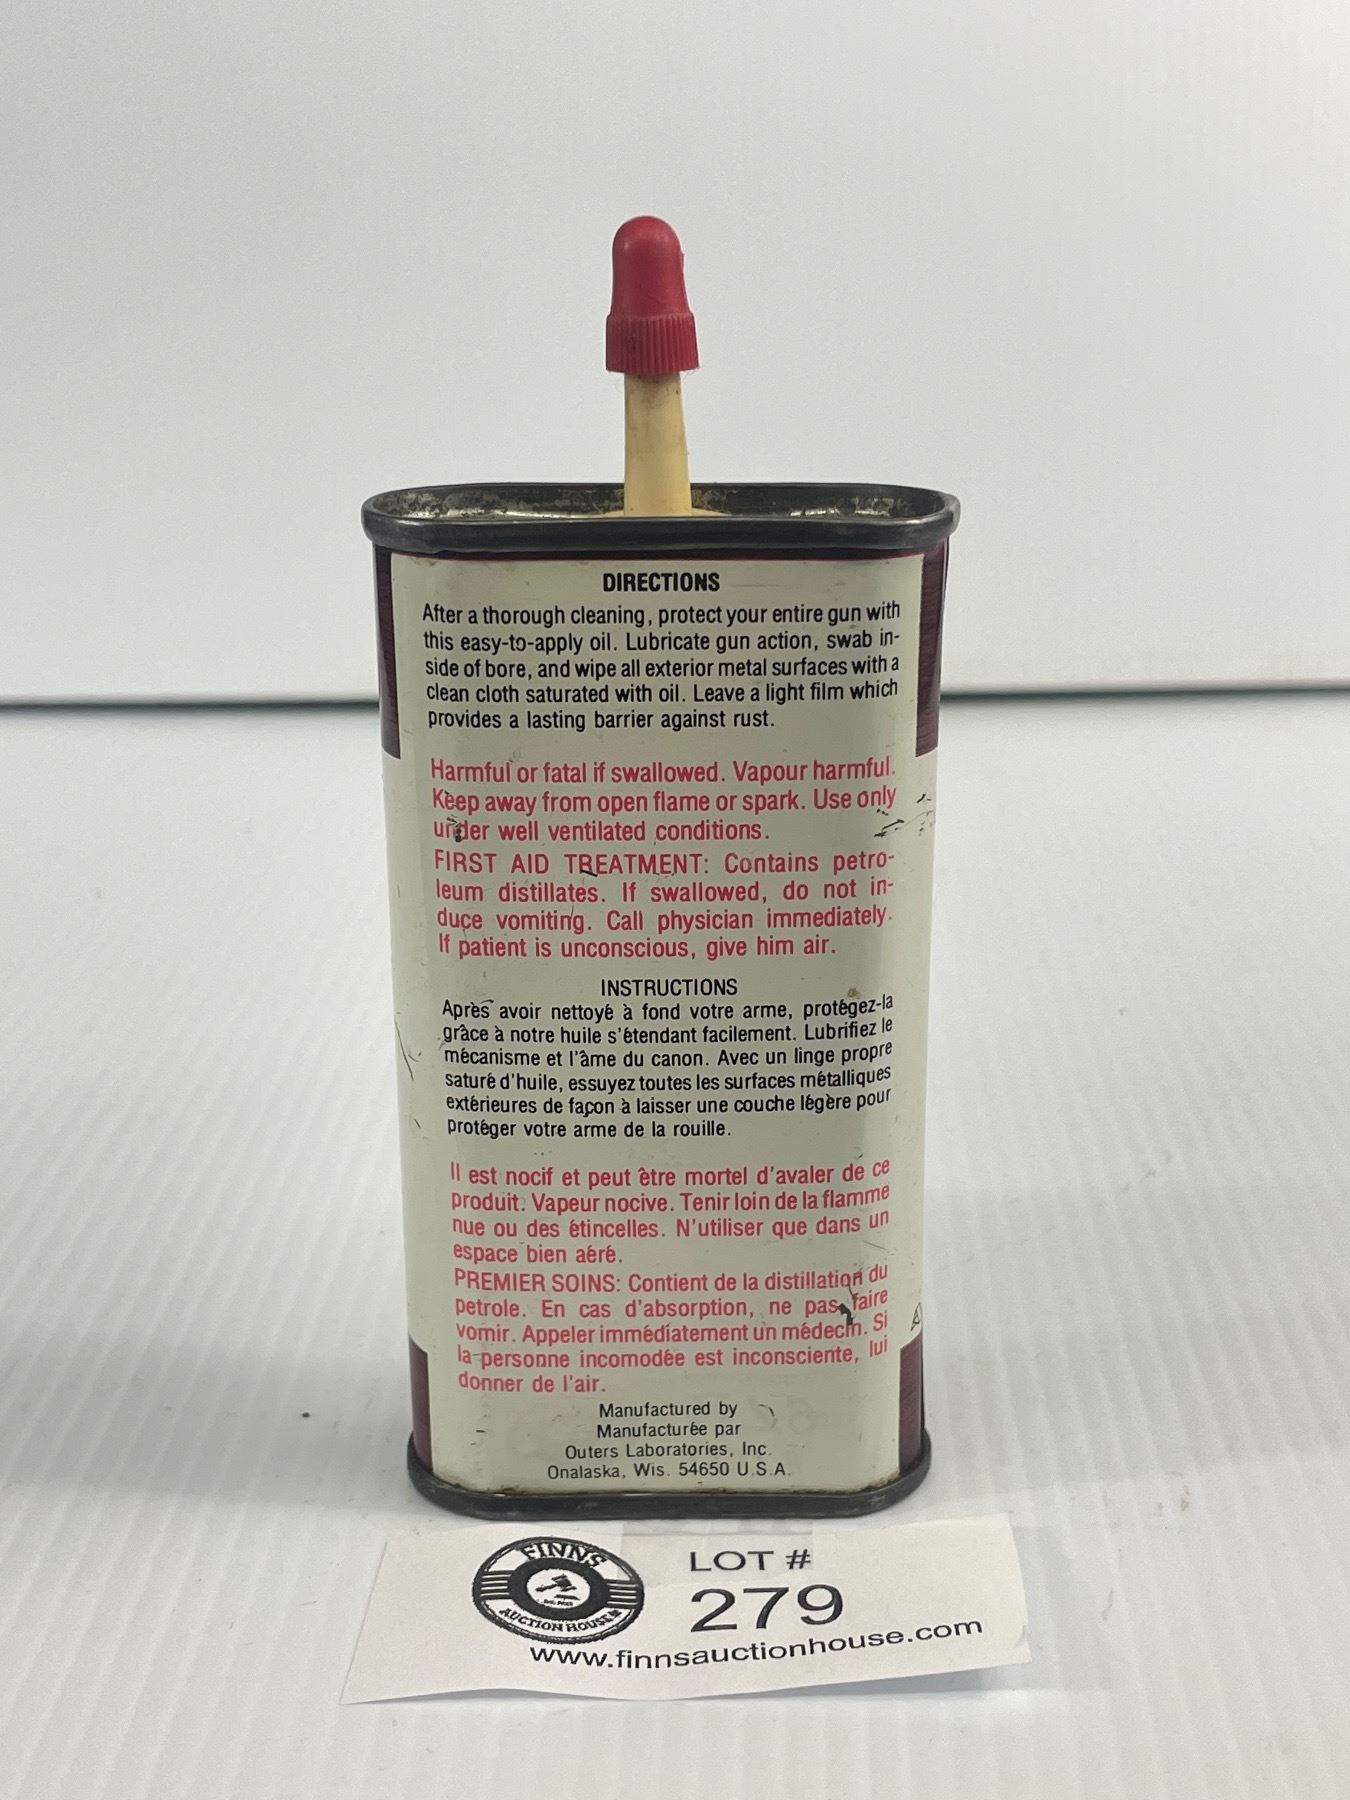 DIRECTIONS
After a thorough cleaning, protect your entire gun with
this easy-to-apply oil. Lubricate gun action, swab in-
side of bore, and wipe all exterior metal surfaces with a
clean cloth saturated with oil. Leave a light film which
provides a lasting barrier against rust.
Harmful or fatal if swallowed. Vapour harmful.
Keep away from open flame or spark. Use only
under well ventilated conditions.
FIRST AID TREATMENT: Contains petro-
leum distillates. If swallowed, do not in-
duce vomiting. Call physician immediately.
If patient is unconscious, give him air.
INSTRUCTIONS
Après avoir nettoyé à fond votre arme, protégez-la
grâce à notre huile s'étendant facilement. Lubrifiez le
mécanisme et l'âme du canon. Avec un linge propre
saturé d'huile, essuyez toutes les surfaces métalliques
extérieures de façon à laisser une couche légère pour
protéger votre arme de la rouille.
Il est nocif et peut être mortel d'avaler de ce
produit. Vapeur nocive. Tenir loin de la flamme
nue ou des étincelles. N'utiliser que dans un
espace bien aéré.
PREMIER SOINS: Contient de la distillation du
petrole. En cas d'absorption, ne pas faire
vomir. Appeler immédiatement un médecin. Si
la personne incomodée est inconsciente, lui
donner de l'air.
Manufactured by
Manufacturée par
Outers Laboratories, Inc.
Onalaska, Wis. 54650 U.S.A.
FINNS
AUCTION HOUSE
LOT #
279
www.finnsauctionhouse.com